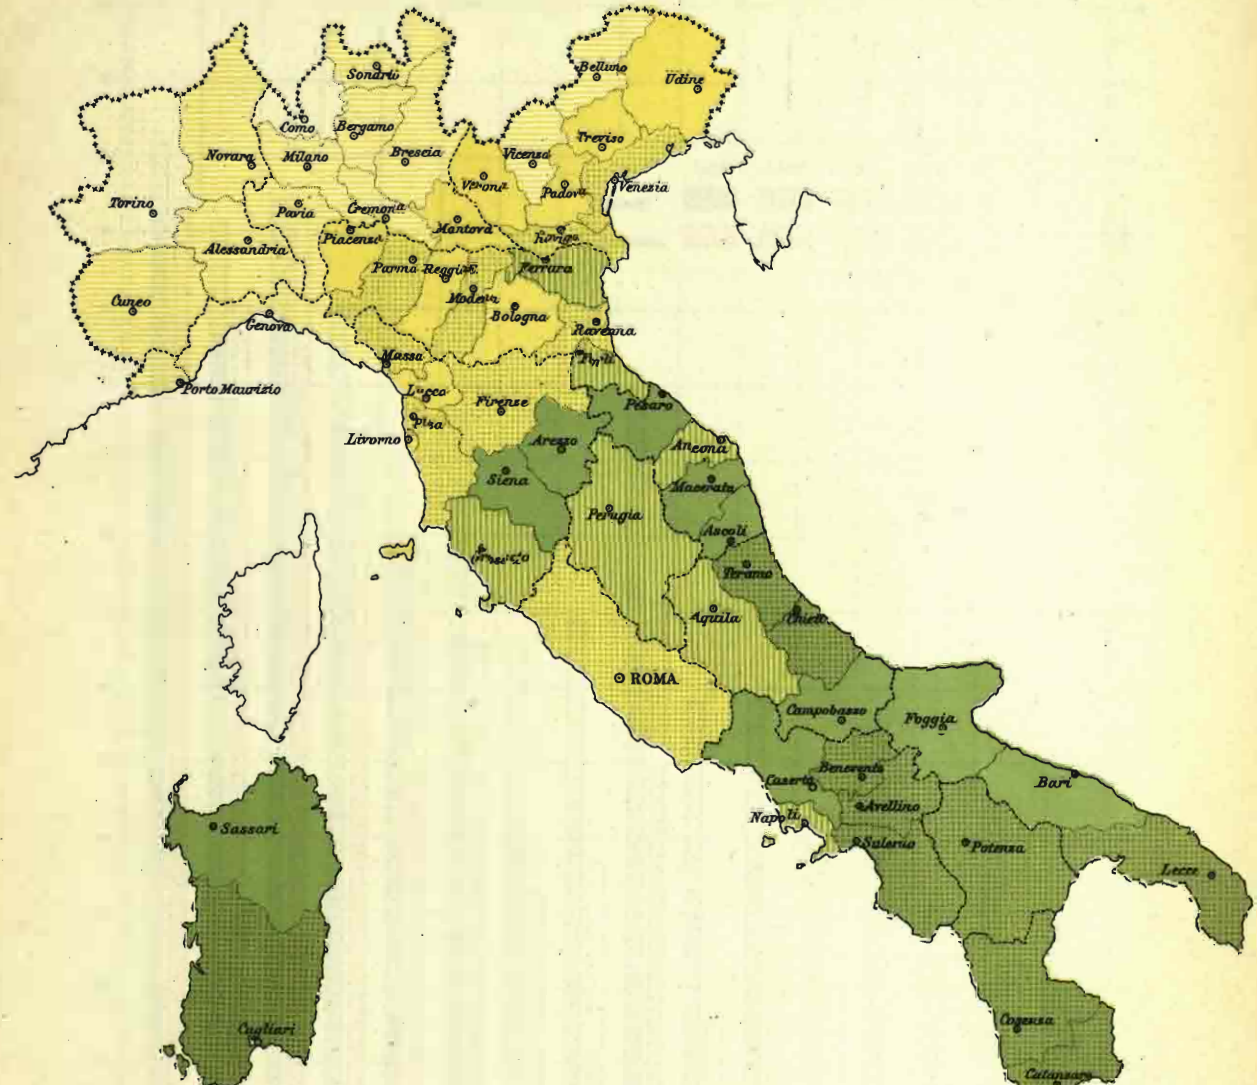 Sondrio
Belluno
Udine
Como
Bergamo
Treviso
Novara
Milano
Brescia
Vicenza
Verona
Padova
Venezia
Torino
Pavia
Cremona
Mantova
Rovigo
Piacenza
Alessandria
Parma
Reggio E.
Ferrara
Cuneo
Modena
Bologna
Genova
Ravenna
Massa
Forlì
Porto Maurizio
Lucca
Firenze
Pesaro
Pisa
Livorno
Arezzo
Ancona
Siena
Macerata
Perugia
Ascoli
Grosseto
Teramo
Aquila
Chieti
ROMA
Campobasso
Foggia
Benevento
Caserta
Bari
Avellino
Napoli
Sassari
Salerno
Potenza
Lecce
Cosenza
Cagliari
Catanzaro